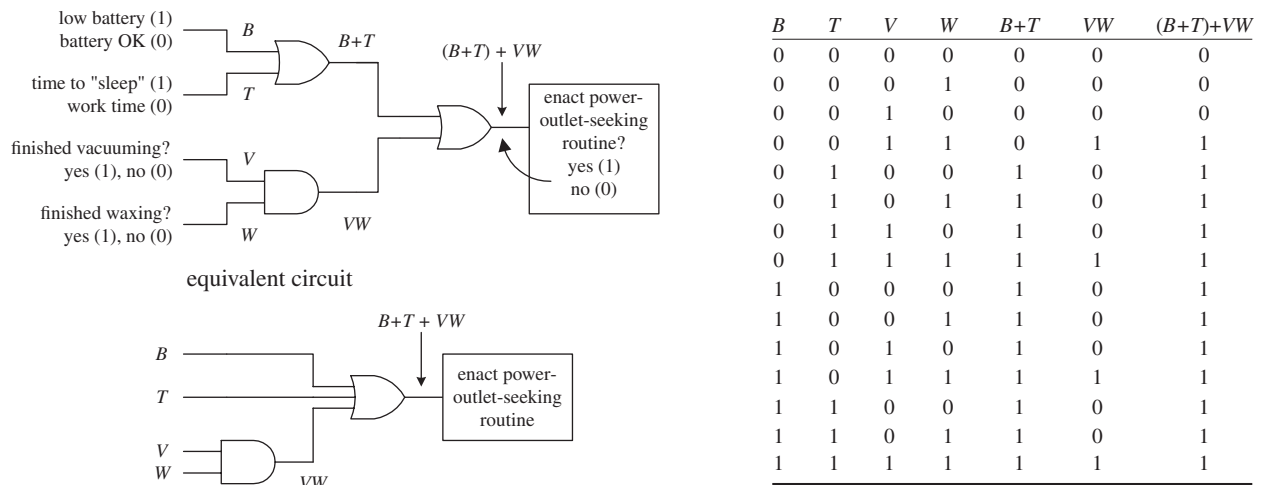 low battery (1)
battery OK (0)
B
B+T
time to "sleep" (1)
work time (0)
T
(B+T) + VW
enact power-
outlet-seeking
routine?
yes (1)
no (0)
finished vacuuming?
yes (1), no (0)
V
finished waxing?
yes (1), no (0)
W
VW
equivalent circuit
B+T + VW
B
T
V
W
VW
enact power-
outlet-seeking
routine
B T V W B+T VW (B+T)+VW
0 0 0 0 0 0 0
0 0 0 1 0 0 0
0 0 1 0 0 0 0
0 0 1 1 0 1 1
0 1 0 0 1 0 1
0 1 0 1 1 0 1
0 1 1 0 1 0 1
0 1 1 1 1 1 1
1 0 0 0 1 0 1
1 0 0 1 1 0 1
1 0 1 0 1 0 1
1 0 1 1 1 1 1
1 1 0 0 1 0 1
1 1 0 1 1 0 1
1 1 1 1 1 1 1